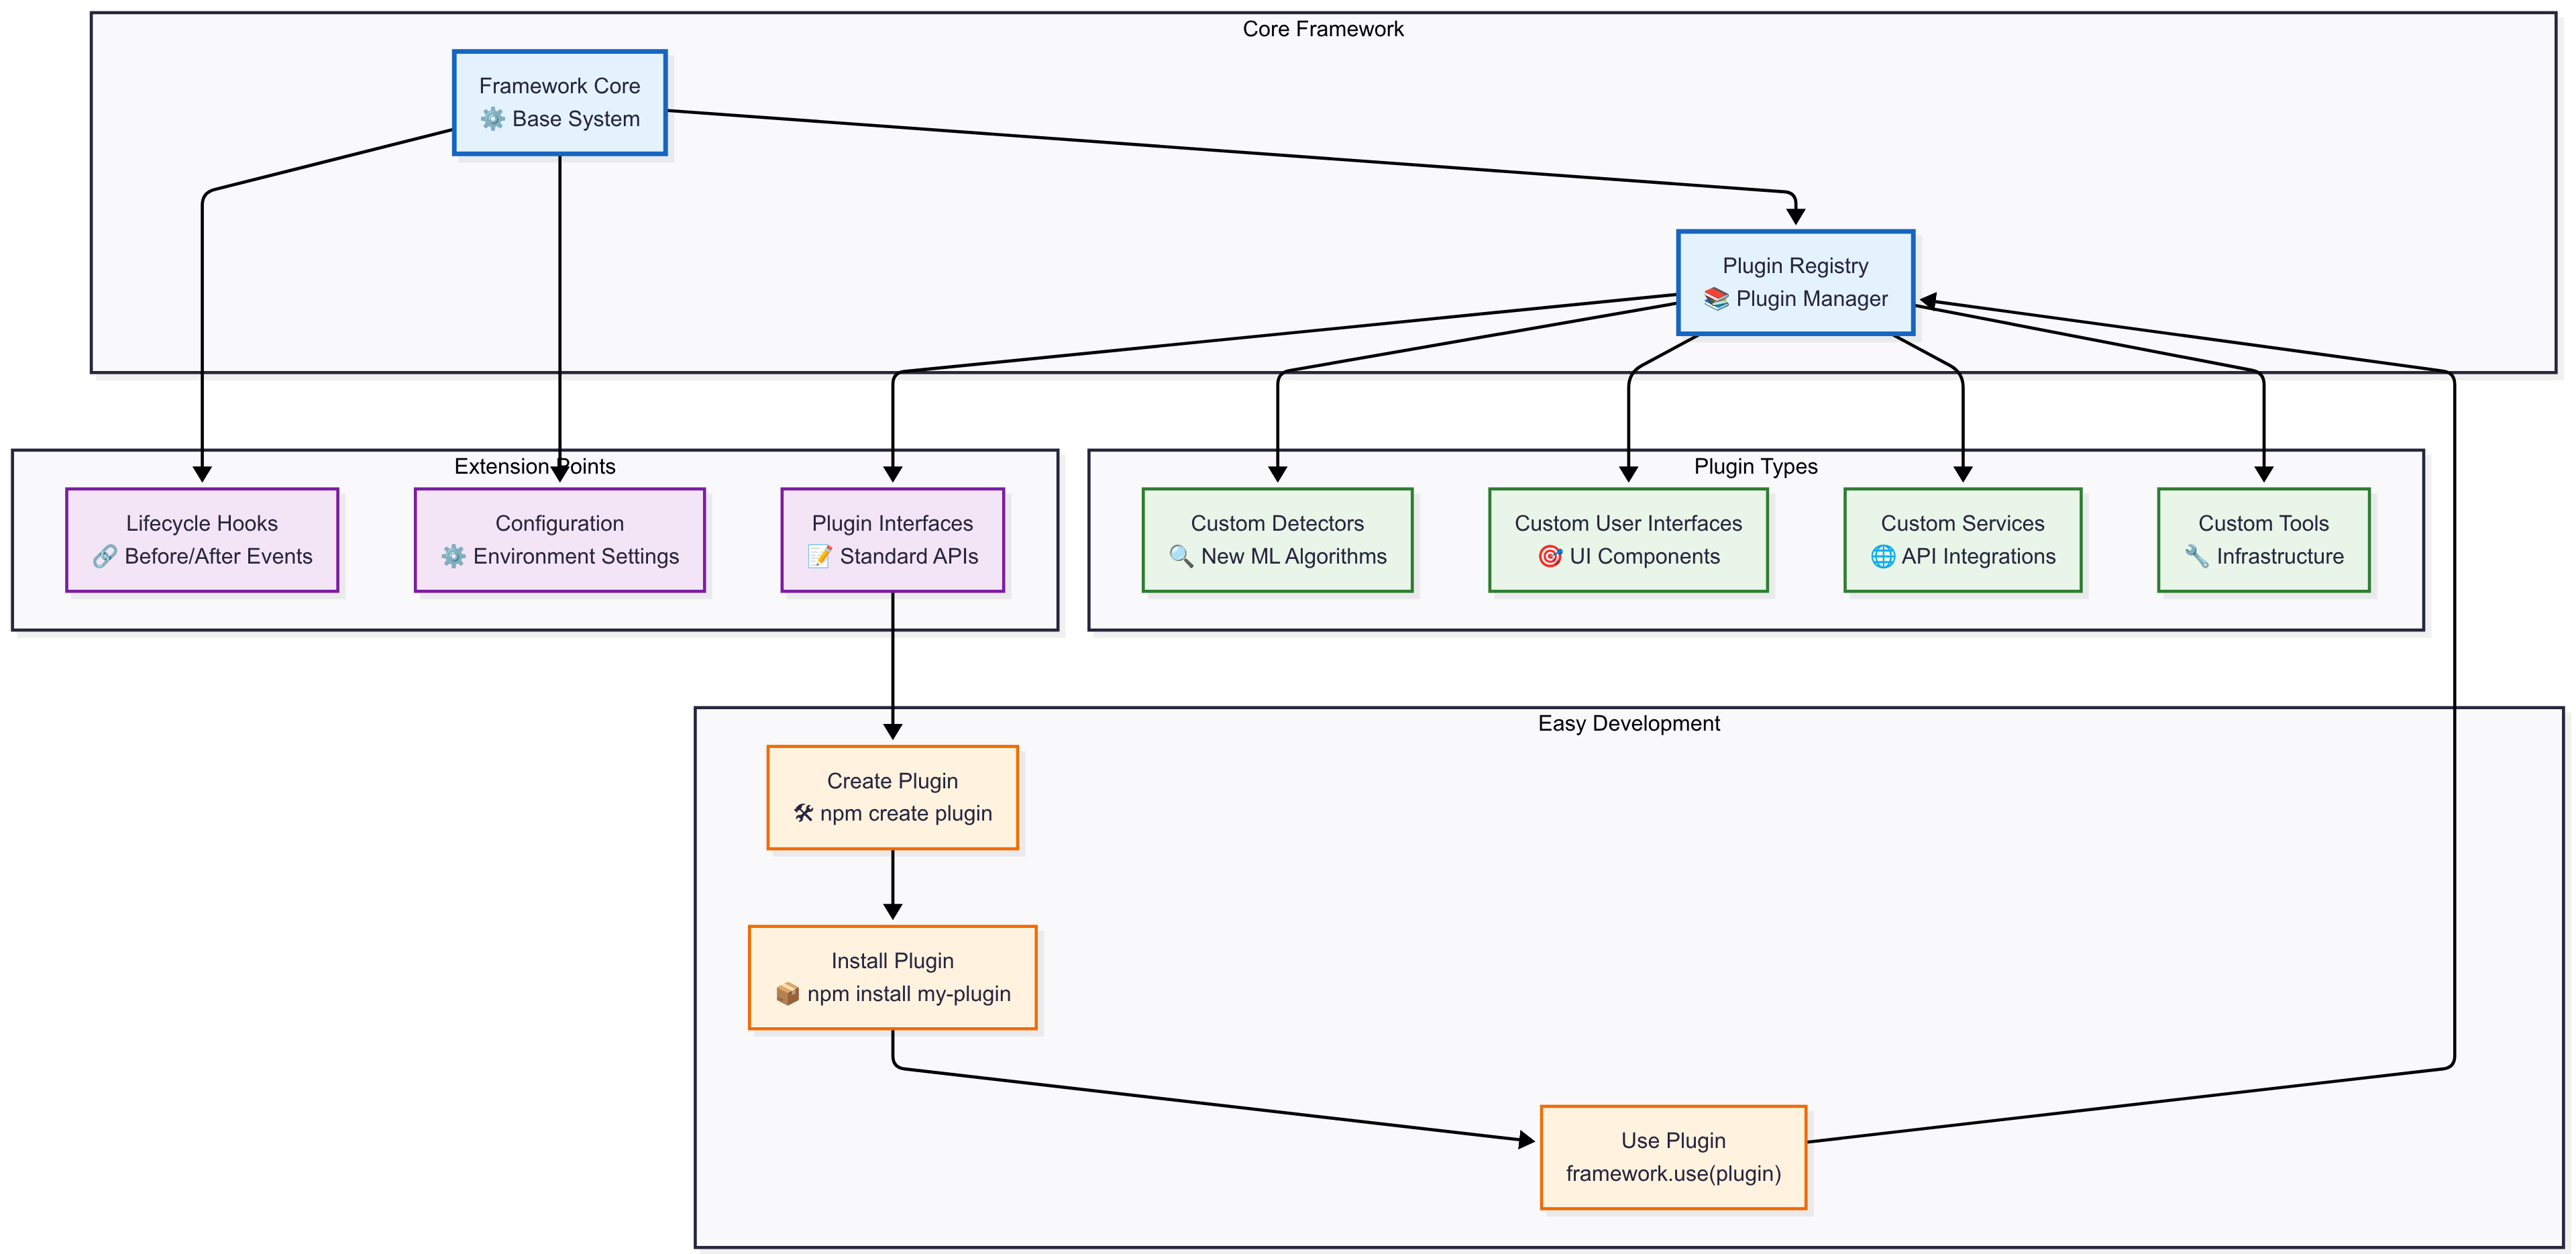 Core Framework
Framework Core
⚙️ Base System
Plugin Registry
📚 Plugin Manager
Extension Points
Lifecycle Hooks
🔗 Before/After Events
Configuration
⚙️ Environment Settings
Plugin Interfaces
📝 Standard APIs
Plugin Types
Custom Detectors
🔍 New ML Algorithms
Custom User Interfaces
🎯 UI Components
Custom Services
🌐 API Integrations
Custom Tools
🔧 Infrastructure
Easy Development
Create Plugin
🛠 npm create plugin
Install Plugin
📦 npm install my-plugin
Use Plugin
framework.use(plugin)